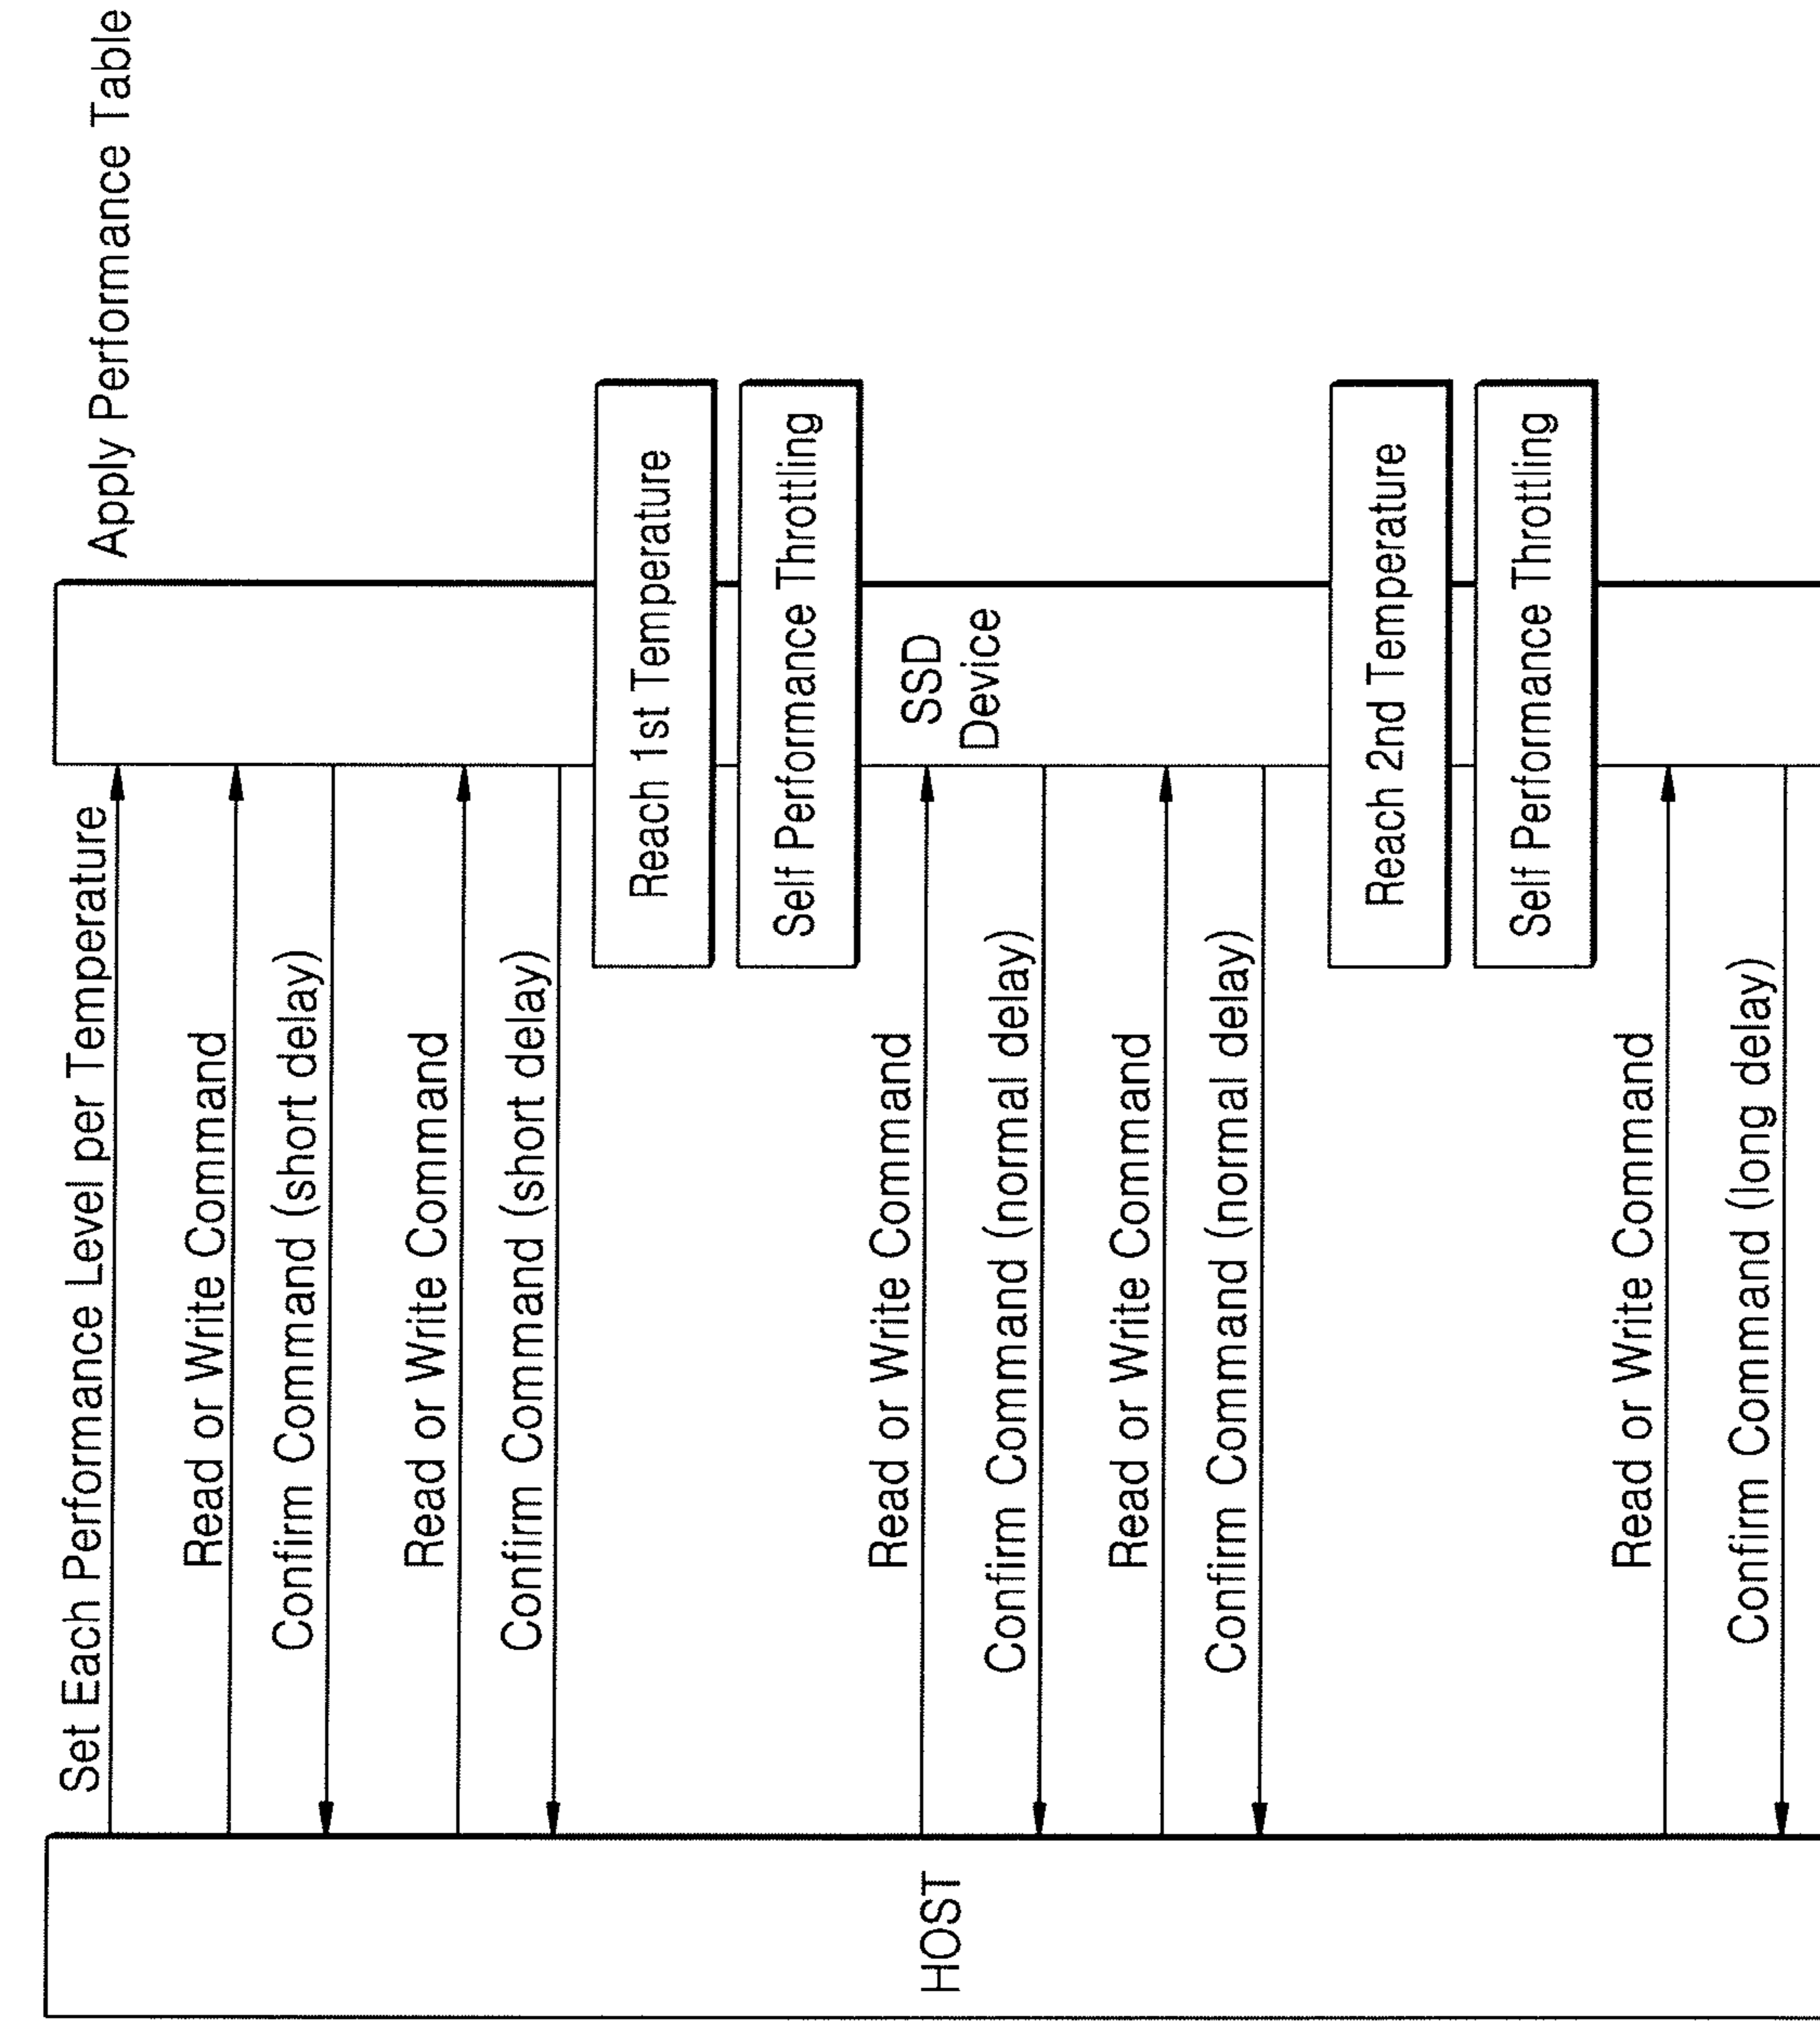 Set Each Performance Level per Temperature
Apply Performance Table
Read or Write Command
Confirm Command (short delay)
Read or Write Command
Confirm Command (short delay)
Reach 1st Temperature
Self Performance Throttling
HOST
SSD
Device
Read or Write Command
Confirm Command (normal delay)
Read or Write Command
Confirm Command (normal delay)
Reach 2nd Temperature
Self Performance Throttling
Read or Write Command
Confirm Command (long delay)